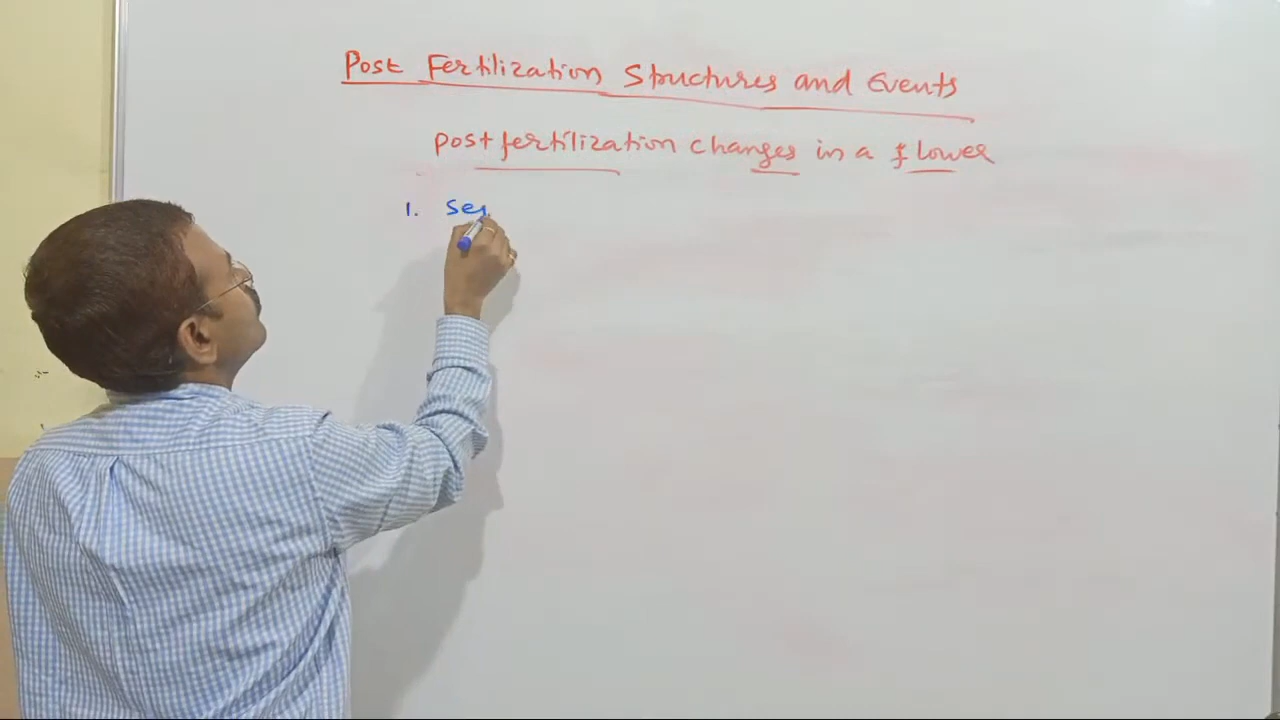 Post Fertilization Structures and Events
post fertilization changes in a flower
1. Se